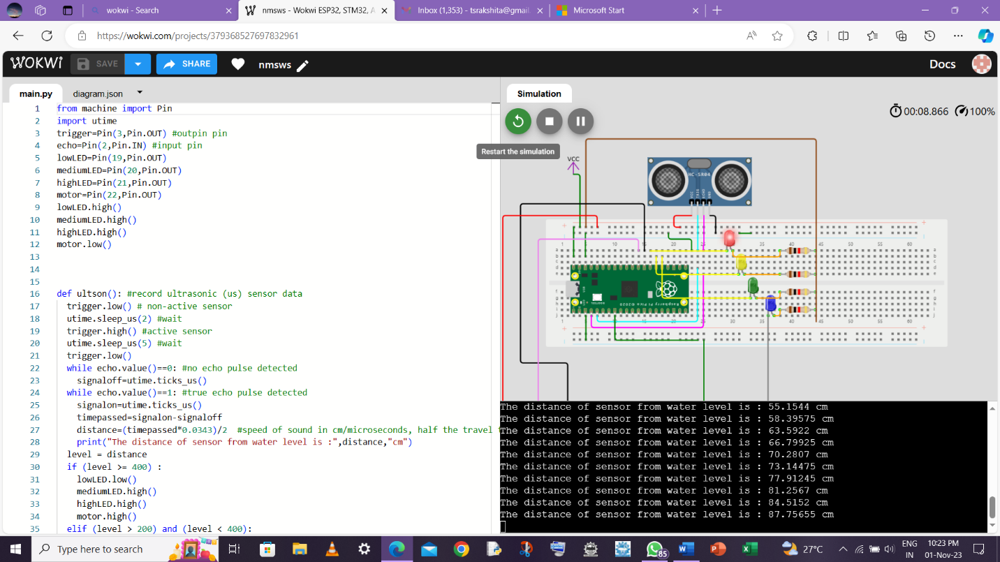 wokwi - Search
nmsws - Wokwi ESP32, STM32, A
Inbox (1,353) - tsrakshita@gmail.
Microsoft Start
https://wokwi.com/projects/379368527697832961
WOKWI
SAVE
SHARE
nmsws
Docs
main.py
diagram.json
Simulation
00:08.866
100%
Restart the simulation
1 from machine import Pin
2 import utime
3 trigger=Pin(3,Pin.OUT) #outpin pin
4 echo=Pin(2,Pin.IN) #input pin
5 lowLED=Pin(19,Pin.OUT)
6 mediumLED=Pin(20,Pin.OUT)
7 highLED=Pin(21,Pin.OUT)
8 motor=Pin(22,Pin.OUT)
9 lowLED.high()
10 mediumLED.high()
11 highLED.high()
12 motor.low()
13
14
15
16 def ultson(): #record ultrasonic (us) sensor data
17 trigger.low() # non-active sensor
18 utime.sleep_us(2) #wait
19 trigger.high() #active sensor
20 utime.sleep_us(5) #wait
21 trigger.low()
22 while echo.value()==0: #no echo pulse detected
23 signaloff=utime.ticks_us()
24 while echo.value()==1: #true echo pulse detected
25 signalon=utime.ticks_us()
26 timepassed=signalon-signaloff
27 distance=(timepassed*0.0343)/2 #speed of sound in cm/microseconds, half the travel
28 print("The distance of sensor from water level is :",distance,"cm")
29 level = distance
30 if (level >= 400) :
31 lowLED.low()
32 mediumLED.high()
33 highLED.high()
34 motor.high()
35 elif (level > 200) and (level < 400):
VCC
HC-SR04
VCC
TRIG
ECHO
GND
Raspberry Pi Pico ©2020
The distance of sensor from water level is : 55.1544 cm
The distance of sensor from water level is : 58.39575 cm
The distance of sensor from water level is : 63.5922 cm
The distance of sensor from water level is : 66.79925 cm
The distance of sensor from water level is : 70.2807 cm
The distance of sensor from water level is : 73.14475 cm
The distance of sensor from water level is : 77.91245 cm
The distance of sensor from water level is : 81.2567 cm
The distance of sensor from water level is : 84.5152 cm
The distance of sensor from water level is : 87.75655 cm
Type here to search
85
27°C
ENG
IN
10:23 PM
01-Nov-23